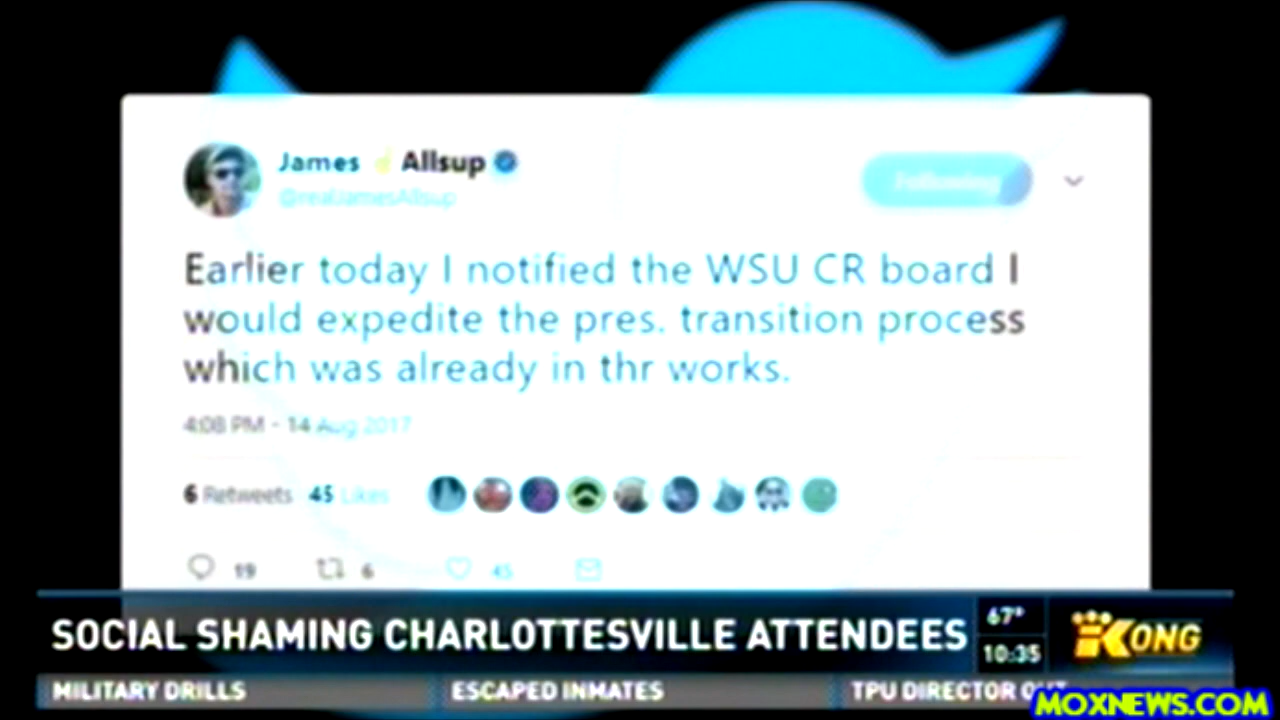 James Allsup
@realJamesAllsup
Following
Earlier today I notified the WSU CR board I
would expedite the pres. transition process
which was already in thr works.
4:08 PM - 14 Aug 2017
6 Retweets 45 Likes
19 6 45
SOCIAL SHAMING CHARLOTTESVILLE ATTENDEES
67°
10:35
KONG
MILITARY DRILLS ESCAPED INMATES TPU DIRECTOR OUT
MOXNEWS.COM